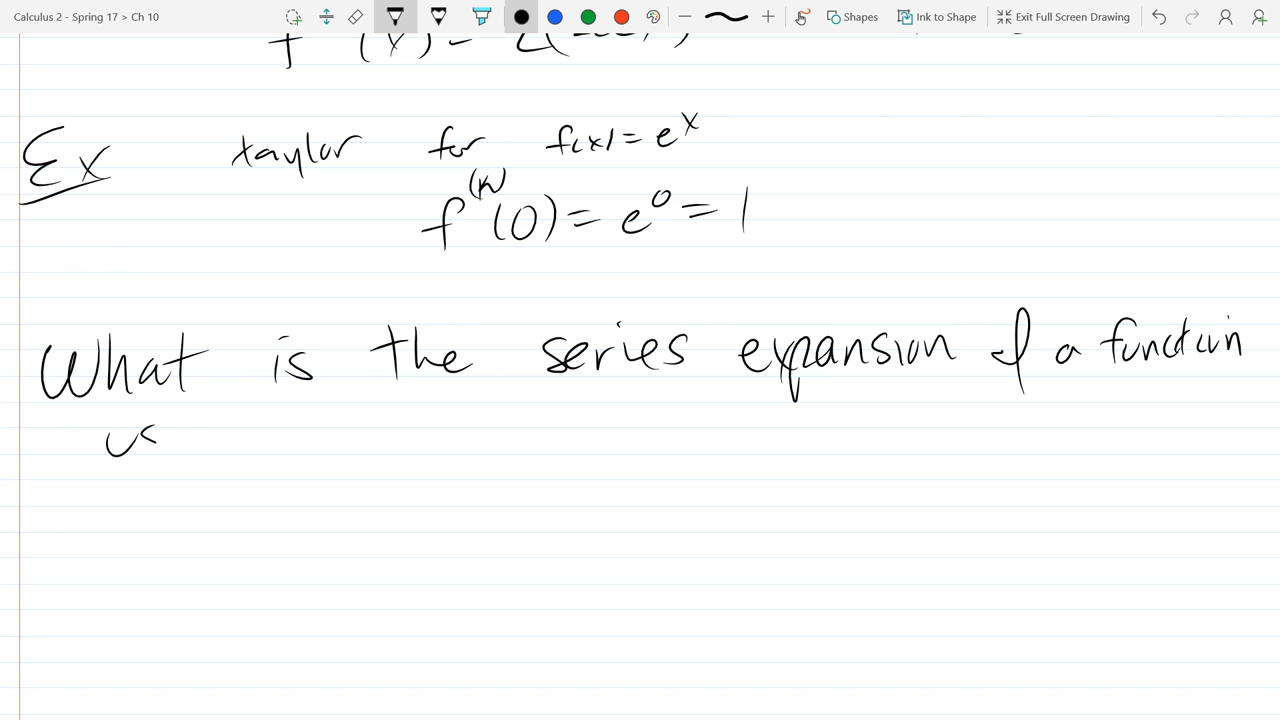 Calculus 2 - Spring 17 > Ch 10
Shapes
Ink to Shape
Exit Full Screen Drawing
Ex taylor for f(x) = e^x
f^(k)(0) = e^0 = 1
What is the series expansion of a function
us